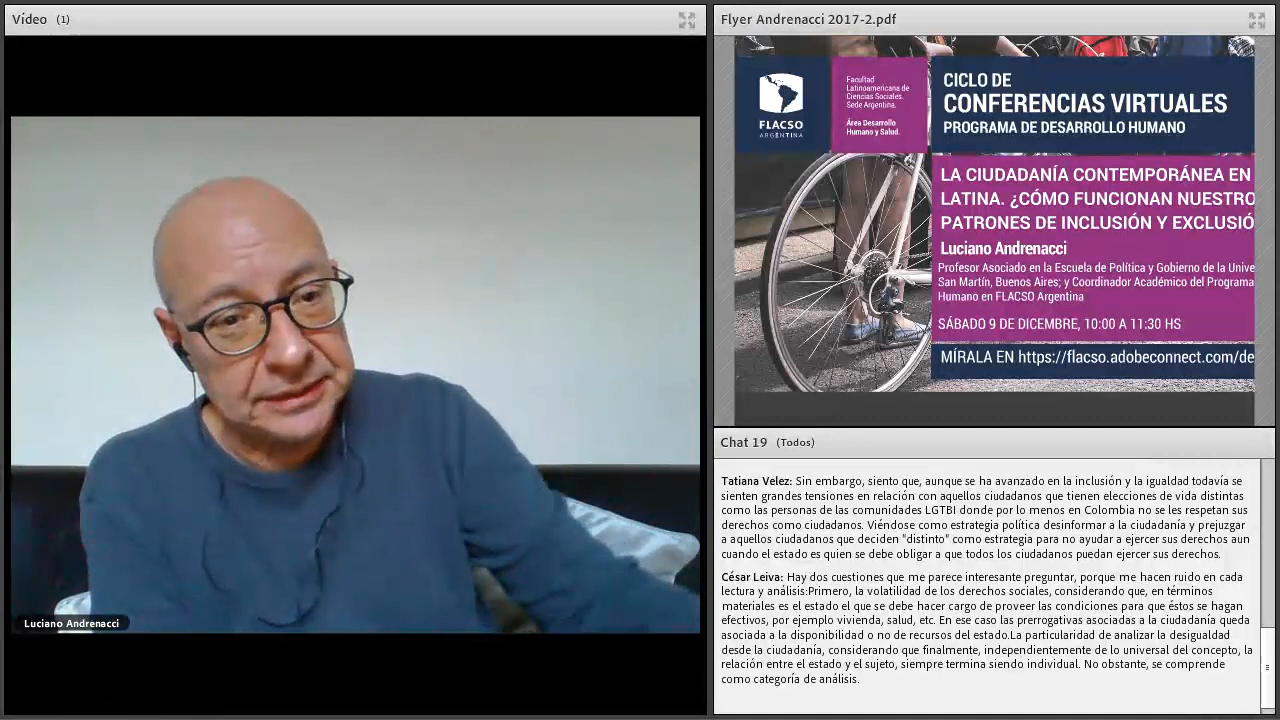 Vídeo (1)
Luciano Andrenacci
Flyer Andrenacci 2017-2.pdf
FLACSO
ARGENTINA
Facultad
Latinoamericana de
Ciencias Sociales.
Sede Argentina.
Área Desarrollo
Humano y Salud.
CICLO DE
CONFERENCIAS VIRTUALES
PROGRAMA DE DESARROLLO HUMANO
LA CIUDADANÍA CONTEMPORÁNEA EN
LATINA. ¿CÓMO FUNCIONAN NUESTRO
PATRONES DE INCLUSIÓN Y EXCLUSIÓ
Luciano Andrenacci
Profesor Asociado en la Escuela de Política y Gobierno de la Unive
San Martín, Buenos Aires; y Coordinador Académico del Programa
Humano en FLACSO Argentina
SÁBADO 9 DE DICIEMBRE, 10:00 A 11:30 HS
MÍRALA EN https://flacso.adobeconnect.com/de
Chat 19 (Todos)
Tatiana Velez: Sin embargo, siento que, aunque se ha avanzado en la inclusión y la igualdad todavía se
sienten grandes tensiones en relación con aquellos ciudadanos que tienen elecciones de vida distintas
como las personas de las comunidades LGTBI donde por lo menos en Colombia no se les respetan sus
derechos como ciudadanos. Viéndose como estrategia política desinformar a la ciudadanía y prejuzgar
a aquellos ciudadanos que deciden "distinto" como estrategia para no ayudar a ejercer sus derechos aun
cuando el estado es quien se debe obligar a que todos los ciudadanos puedan ejercer sus derechos.
César Leiva: Hay dos cuestiones que me parece interesante preguntar, porque me hacen ruido en cada
lectura y análisis.Primero, la volatilidad de los derechos sociales, considerando que, en términos
materiales es el estado el que se debe hacer cargo de proveer las condiciones para que éstos se hagan
efectivos, por ejemplo vivienda, salud, etc. En ese caso las prerrogativas asociadas a la ciudadanía queda
asociada a la disponibilidad o no de recursos del estado.La particularidad de analizar la desigualdad
desde la ciudadanía, considerando que finalmente, independientemente de lo universal del concepto, la
relación entre el estado y el sujeto, siempre termina siendo individual. No obstante, se comprende
como categoría de análisis.